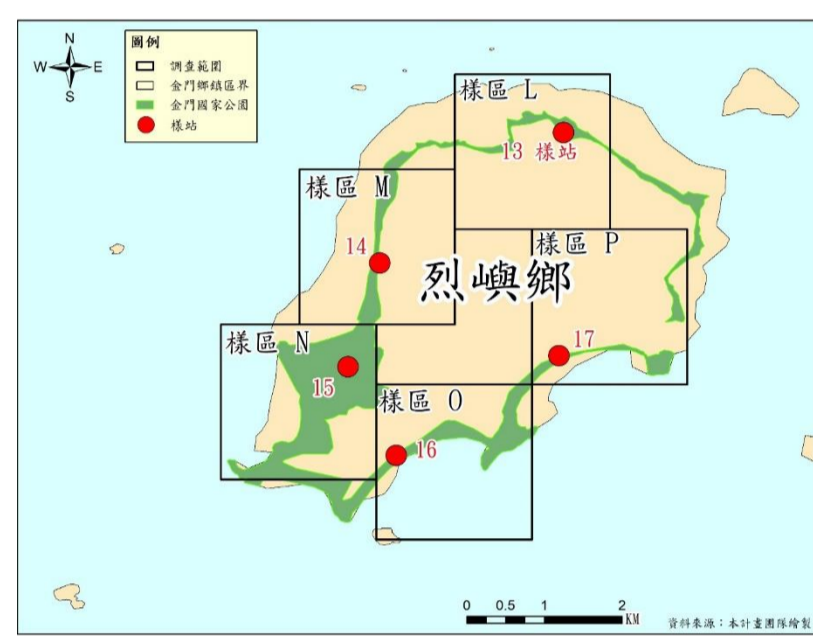 N
W E
S
圖例
調查範圍
金門鄉鎮區界
金門國家公園
樣站
樣區 L
13 樣站
樣區 M
14
樣區 P
烈嶼鄉
17
樣區 N
15
樣區 O
16
0 0.5 1 2
KM
資料來源：本計畫團隊繪製